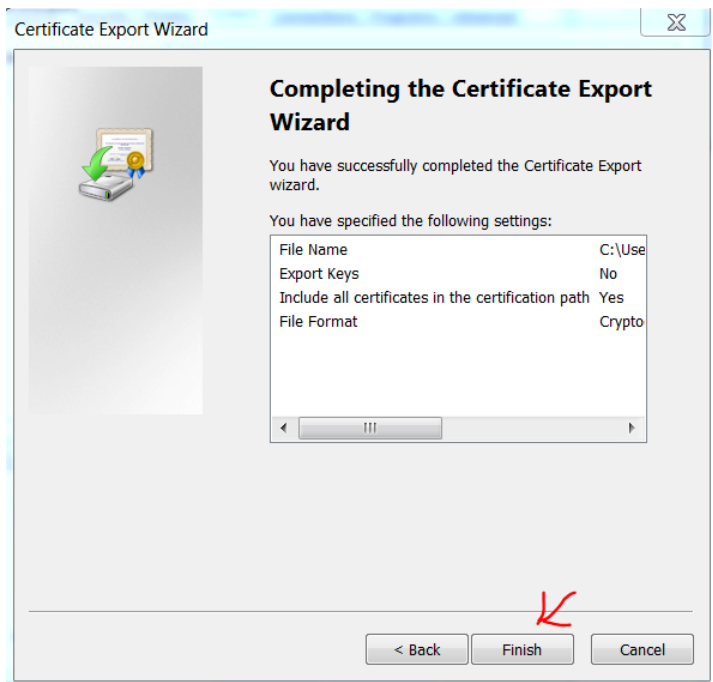 Certificate Export Wizard
Completing the Certificate Export
Wizard
You have successfully completed the Certificate Export
wizard.
You have specified the following settings:
File Name C:\Use
Export Keys No
Include all certificates in the certification path Yes
File Format Crypto
< Back Finish Cancel